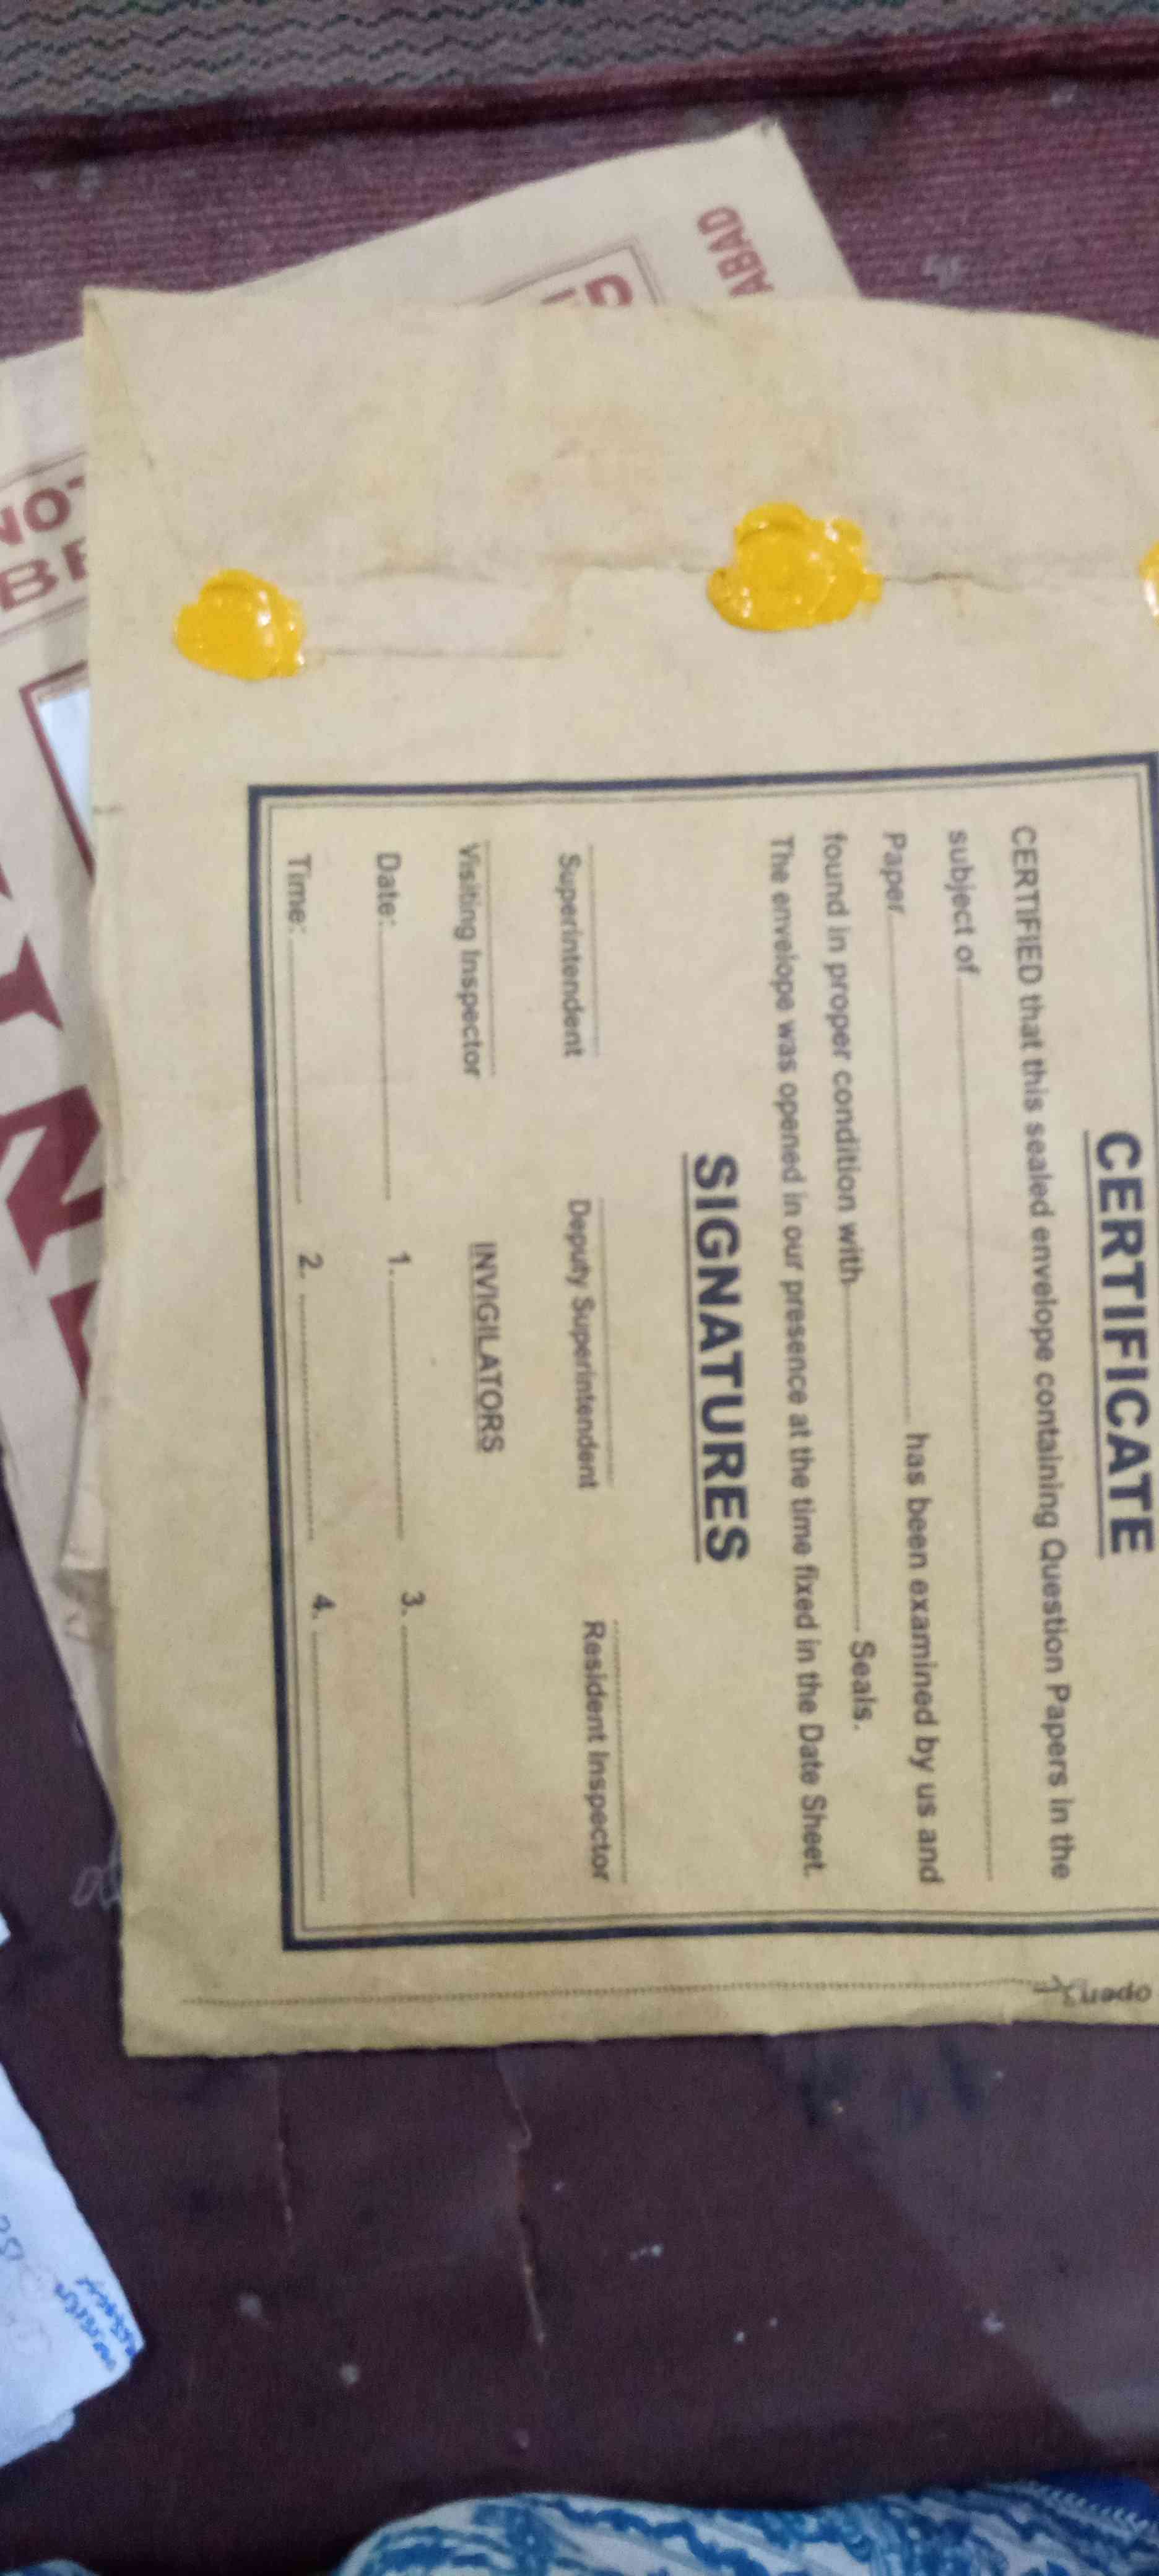 CERTIFICATE
CERTIFIED that this sealed envelope containing Question Papers in the
subject of
Paper has been examined by us and
found in proper condition with Seals.
The envelope was opened in our presence at the time fixed in the Date Sheet.
SIGNATURES
Superintendent Deputy Superintendent Resident Inspector
Visiting Inspector INVIGILATORS
Date: 1. 3.
Time: 2. 4.
open
ABAD